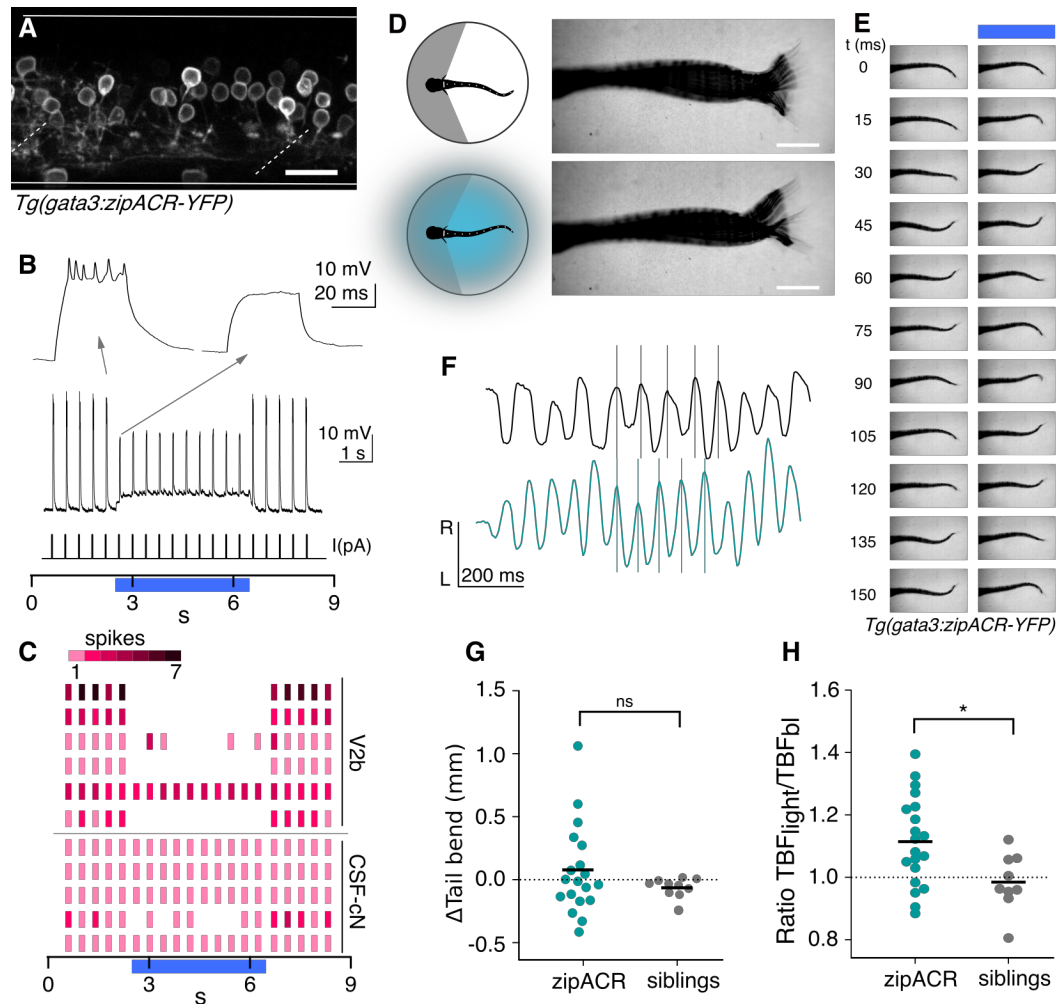 A
Tg(gata3:zipACR-YFP)
B
10 mV
20 ms
10 mV
1 s
I(pA)
0 3 6 9
s
C
spikes
1 7
V2b
CSF-cN
0 3 6 9
s
D
E
t (ms)
0
15
30
45
60
75
90
105
120
135
150
Tg(gata3:zipACR-YFP)
F
R
L
200 ms
G
ΔTail bend (mm)
1.5
1.0
0.5
0.0
-0.5
ns
zipACR siblings
H
Ratio TBFlight/TBFbl
1.6
1.4
1.2
1.0
0.8
*
zipACR siblings